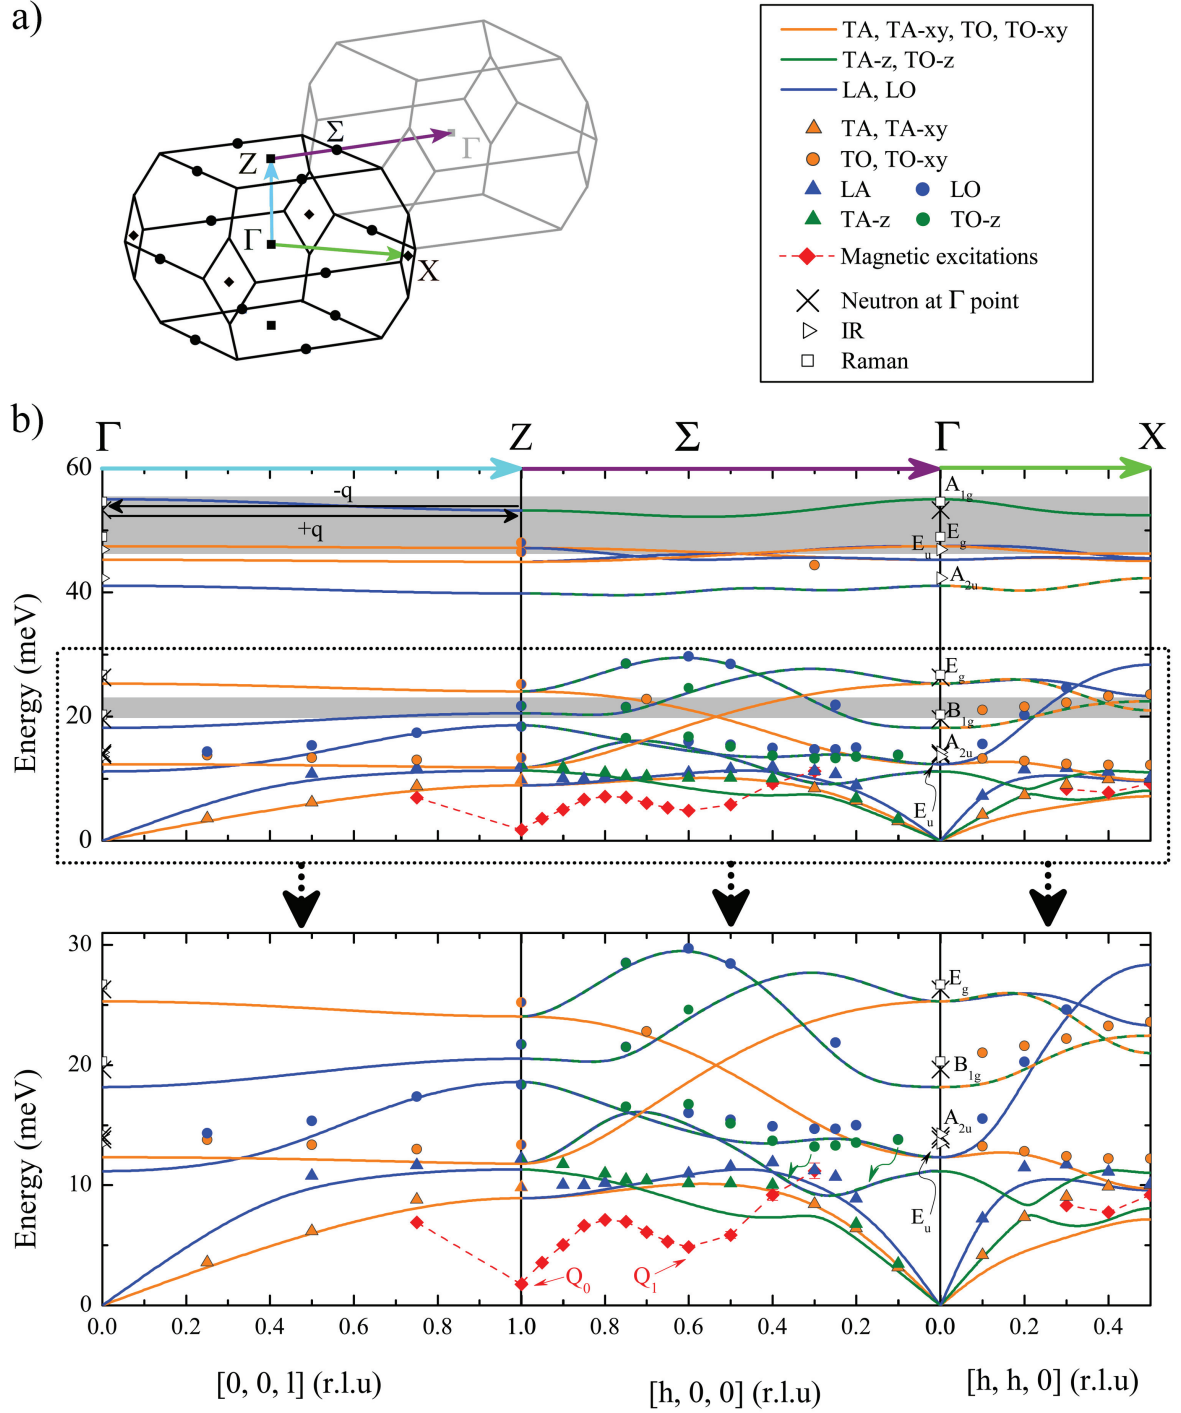 a)
Σ
Z
Γ
Γ
X
TA, TA-xy, TO, TO-xy
TA-z, TO-z
LA, LO
TA, TA-xy
TO, TO-xy
LA LO
TA-z TO-z
Magnetic excitations
Neutron at Γ point
IR
Raman
b)
Γ Z Σ Γ X
60
40
20
0
Energy (meV)
-q
+q
A1g
Eg
Eu
A2u
Eg
B1g
A2u
Eu
30
20
10
0
Energy (meV)
Eg
B1g
A2u
Eu
Q0
Q1
0.0 0.2 0.4 0.6 0.8 1.0 0.8 0.6 0.4 0.2 0.0 0.2 0.4
[0, 0, l] (r.l.u)
[h, 0, 0] (r.l.u)
[h, h, 0] (r.l.u)